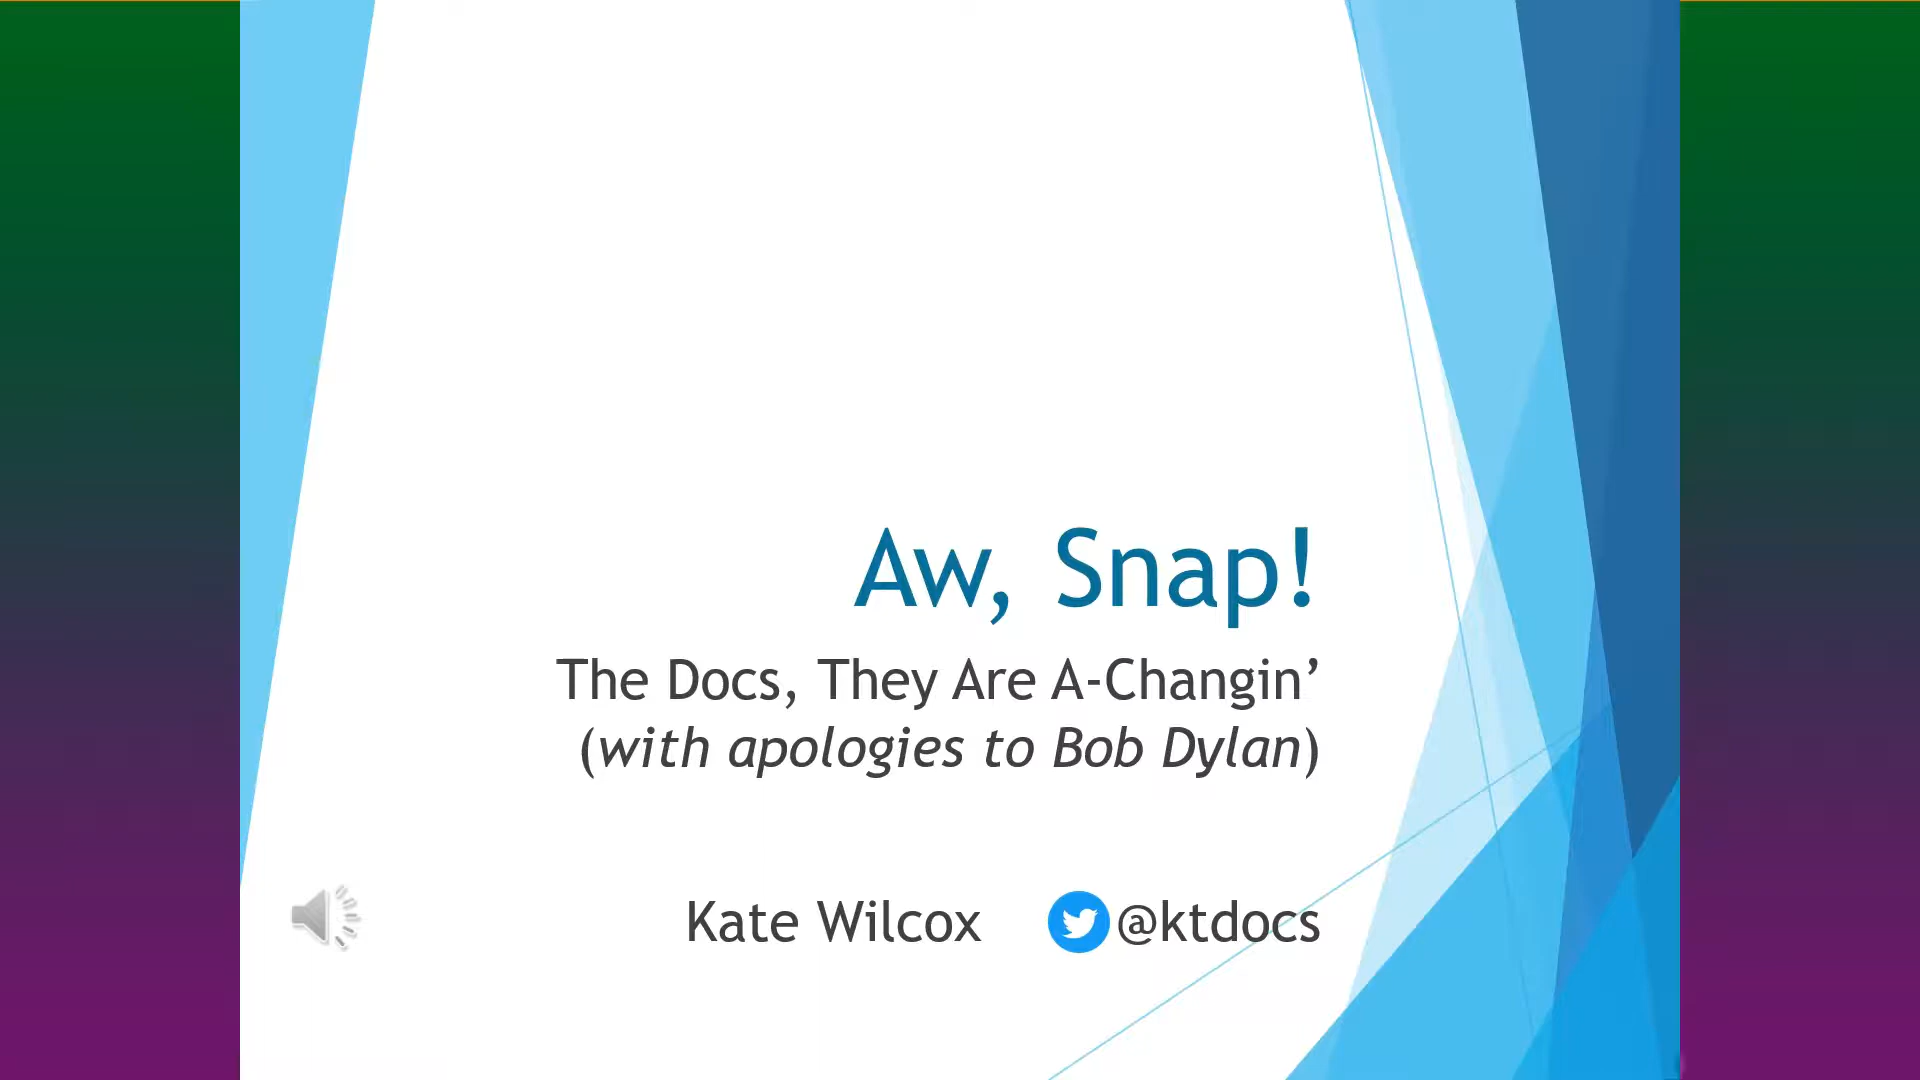 Aw, Snap!
The Docs, They Are A-Changin’
(with apologies to Bob Dylan)
Kate Wilcox @ktdocs